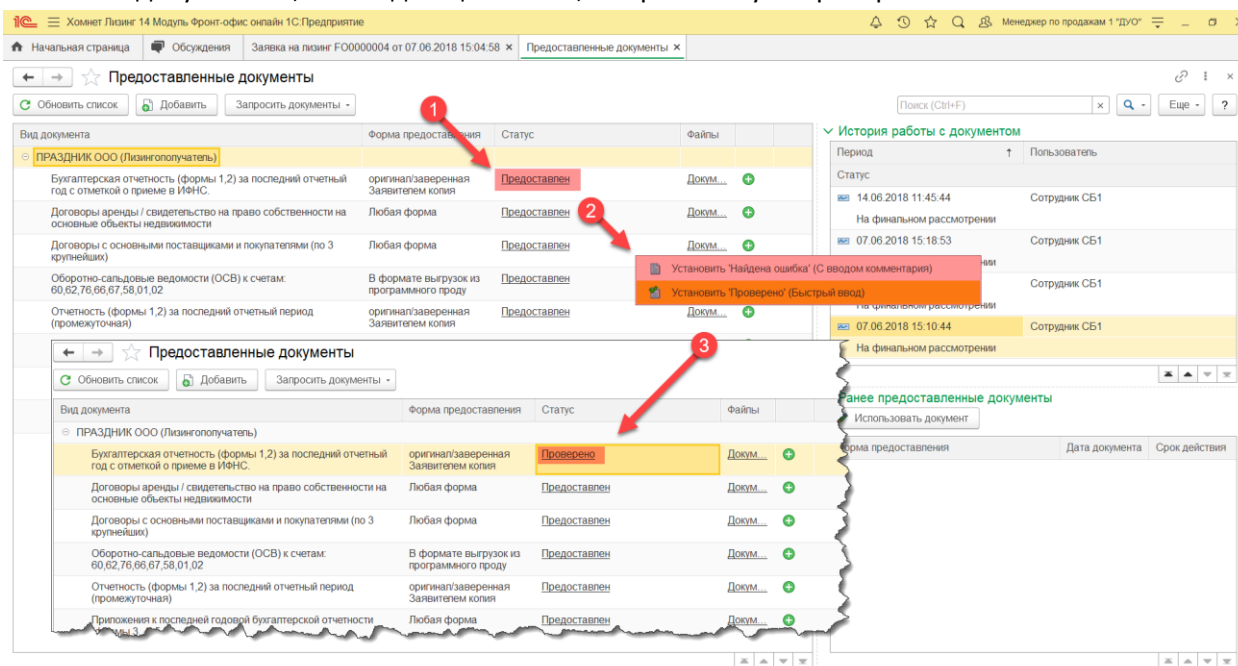 1С Хомнет Лизинг 14 Модуль Фронт-офис онлайн 1С:Предприятие
Менеджер по продажам 1 "ДУО"
Начальная страница
Обсуждения
Заявка на лизинг FO0000004 от 07.06.2018 15:04:58 ×
Предоставленные документы ×
Предоставленные документы
Обновить список
Добавить
Запросить документы
Поиск (Ctrl+F)
×
Еще
?
Вид документа
Форма предоставления
Статус
Файлы
ПРАЗДНИК ООО (Лизингополучатель)
Бухгалтерская отчетность (формы 1,2) за последний отчетный
год с отметкой о приеме в ИФНС.
оригинал/заверенная
Заявителем копия
Предоставлен
Докум...
Договоры аренды / свидетельство на право собственности на
основные объекты недвижимости
Любая форма
Предоставлен
Докум...
Договоры с основными поставщиками и покупателями (по 3
крупнейших)
Любая форма
Предоставлен
Докум...
Оборотно-сальдовые ведомости (ОСВ) к счетам:
60,62,76,66,67,58,01,02
В формате выгрузок из
программного проду
Предоставлен
Отчетность (формы 1,2) за последний отчетный период
(промежуточная)
оригинал/заверенная
Заявителем копия
Предоставлен
Докум...
1
2
3
Установить 'Найдена ошибка' (С вводом комментария)
Установить 'Проверено' (Быстрый ввод)
История работы с документом
Период
Пользователь
Статус
14.06.2018 11:45:44
Сотрудник СБ1
На финальном рассмотрении
07.06.2018 15:18:53
Сотрудник СБ1
Сотрудник СБ1
На финальном рассмотрении
07.06.2018 15:10:44
Сотрудник СБ1
На финальном рассмотрении
Ранее предоставленные документы
Использовать документ
Форма предоставления
Дата документа
Срок действия
Предоставленные документы
Обновить список
Добавить
Запросить документы
Вид документа
Форма предоставления
Статус
Файлы
ПРАЗДНИК ООО (Лизингополучатель)
Бухгалтерская отчетность (формы 1,2) за последний отчетный
год с отметкой о приеме в ИФНС.
оригинал/заверенная
Заявителем копия
Проверено
Докум...
Договоры аренды / свидетельство на право собственности на
основные объекты недвижимости
Любая форма
Предоставлен
Докум...
Договоры с основными поставщиками и покупателями (по 3
крупнейших)
Любая форма
Предоставлен
Докум...
Оборотно-сальдовые ведомости (ОСВ) к счетам:
60,62,76,66,67,58,01,02
В формате выгрузок из
программного проду
Предоставлен
Докум...
Отчетность (формы 1,2) за последний отчетный период
(промежуточная)
оригинал/заверенная
Заявителем копия
Предоставлен
Докум...
Приложения к последней годовой бухгалтерской отчетности
Любая форма
Предоставлен
Докум...